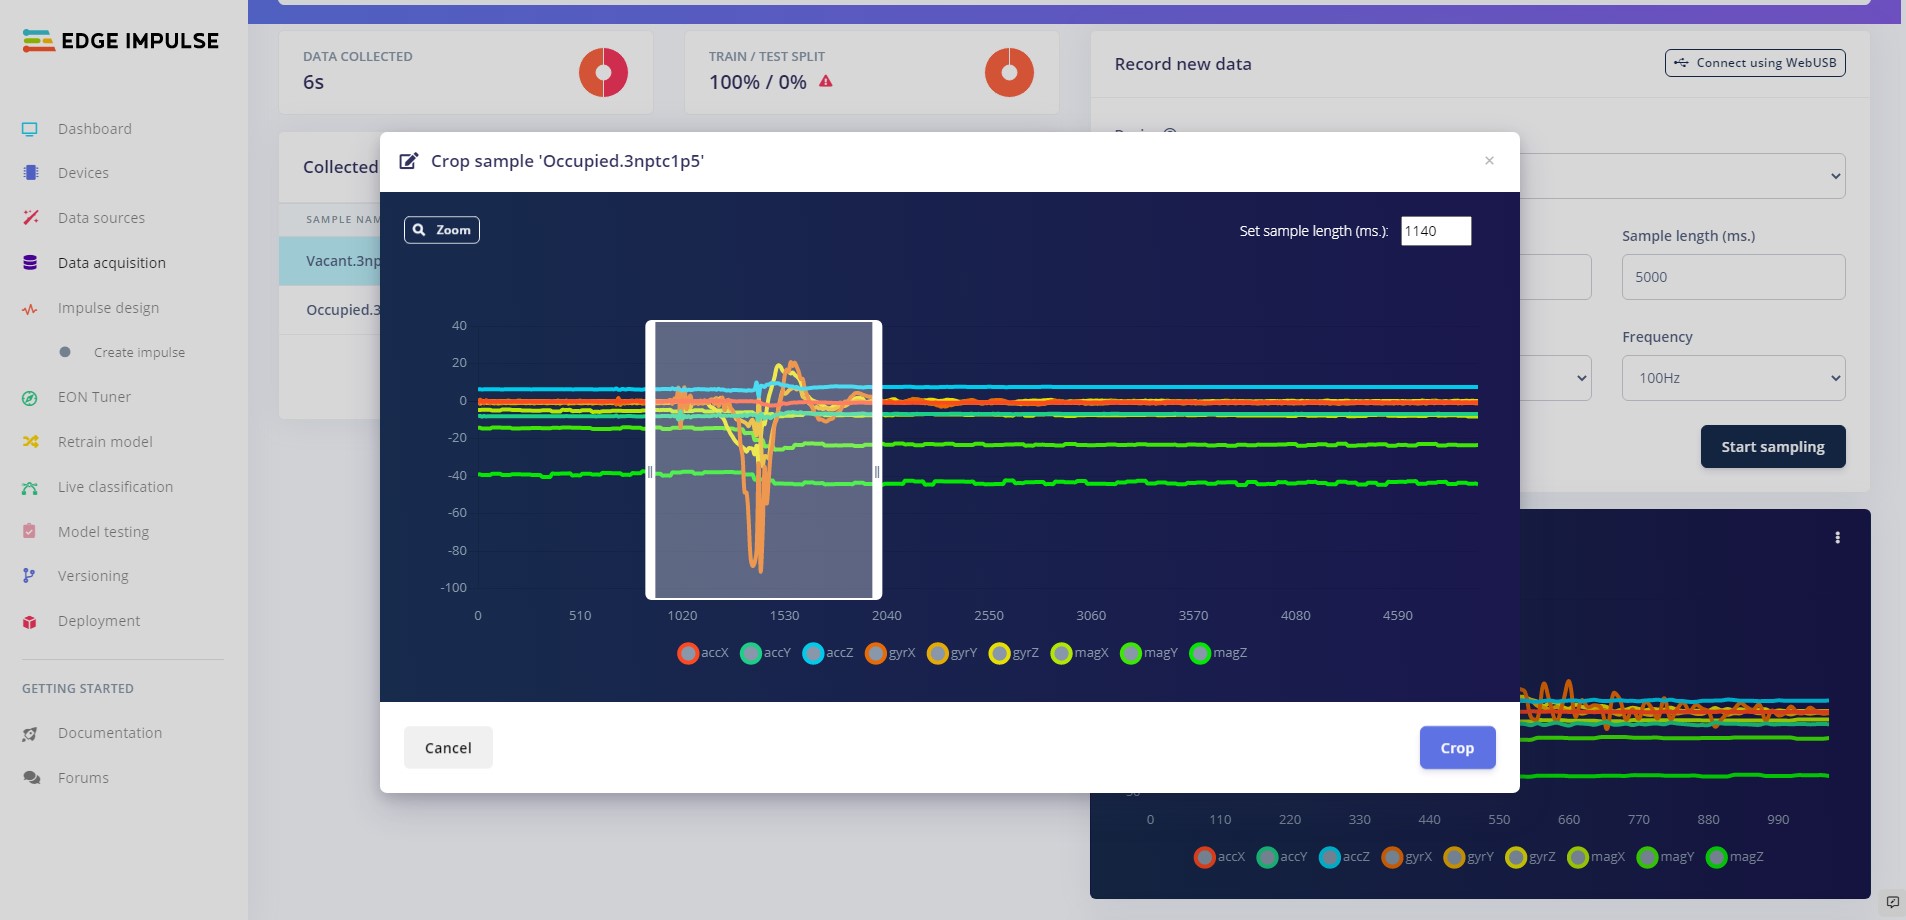 EDGE IMPULSE
Dashboard
Devices
Data sources
Data acquisition
Impulse design
Create impulse
EON Tuner
Retrain model
Live classification
Model testing
Versioning
Deployment
GETTING STARTED
Documentation
Forums
DATA COLLECTED
6s
TRAIN / TEST SPLIT
100% / 0%
Record new data
Connect using WebUSB
Collected
SAMPLE NAM
Vacant.3np
Occupied.3
Sample length (ms.)
5000
Frequency
100Hz
Start sampling
Crop sample 'Occupied.3nptc1p5'
×
Zoom
Set sample length (ms.): 1140
40
20
0
-20
-40
-60
-80
-100
0 510 1020 1530 2040 2550 3060 3570 4080 4590
accX accY accZ gyrX gyrY gyrZ magX magY magZ
Cancel
Crop
0 110 220 330 440 550 660 770 880 990
accX accY accZ gyrX gyrY gyrZ magX magY magZ